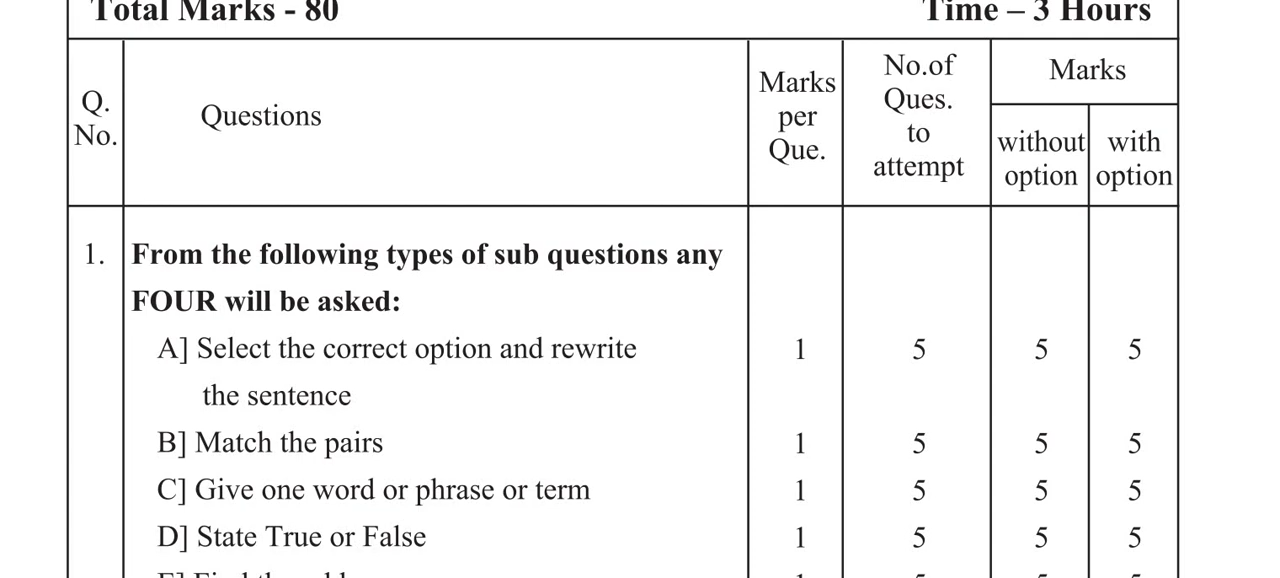 Total Marks - 80 Time – 3 Hours
Q. No. Questions Marks per Que. No.of Ques. to attempt Marks without option with option
1. From the following types of sub questions any
FOUR will be asked:
A] Select the correct option and rewrite 1 5 5 5
the sentence
B] Match the pairs 1 5 5 5
C] Give one word or phrase or term 1 5 5 5
D] State True or False 1 5 5 5